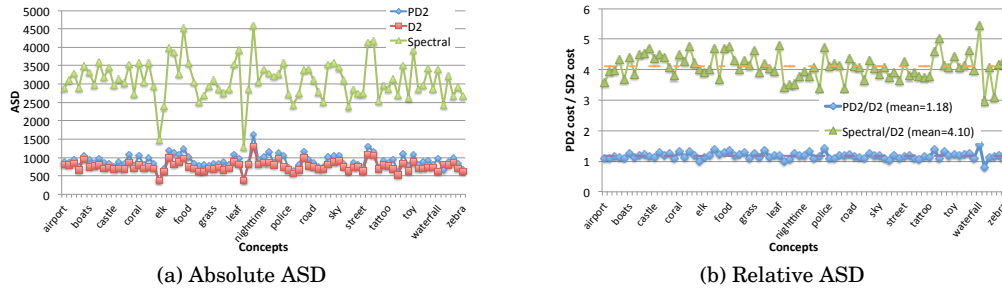 5000
4500
4000
3500
3000
2500
2000
1500
1000
500
0
ASD
PD2
D2
Spectral
airport
boats
castle
coral
elk
food
grass
leaf
nighttime
police
road
sky
street
tattoo
toy
waterfall
zebra
Concepts
(a) Absolute ASD
6
5
4
3
2
1
0
PD2 cost / SD2 cost
PD2/D2 (mean=1.18)
Spectral/D2 (mean=4.10)
airport
boats
castle
coral
elk
food
grass
leaf
nighttime
police
road
sky
street
tattoo
toy
waterfall
zebra
Concepts
(b) Relative ASD